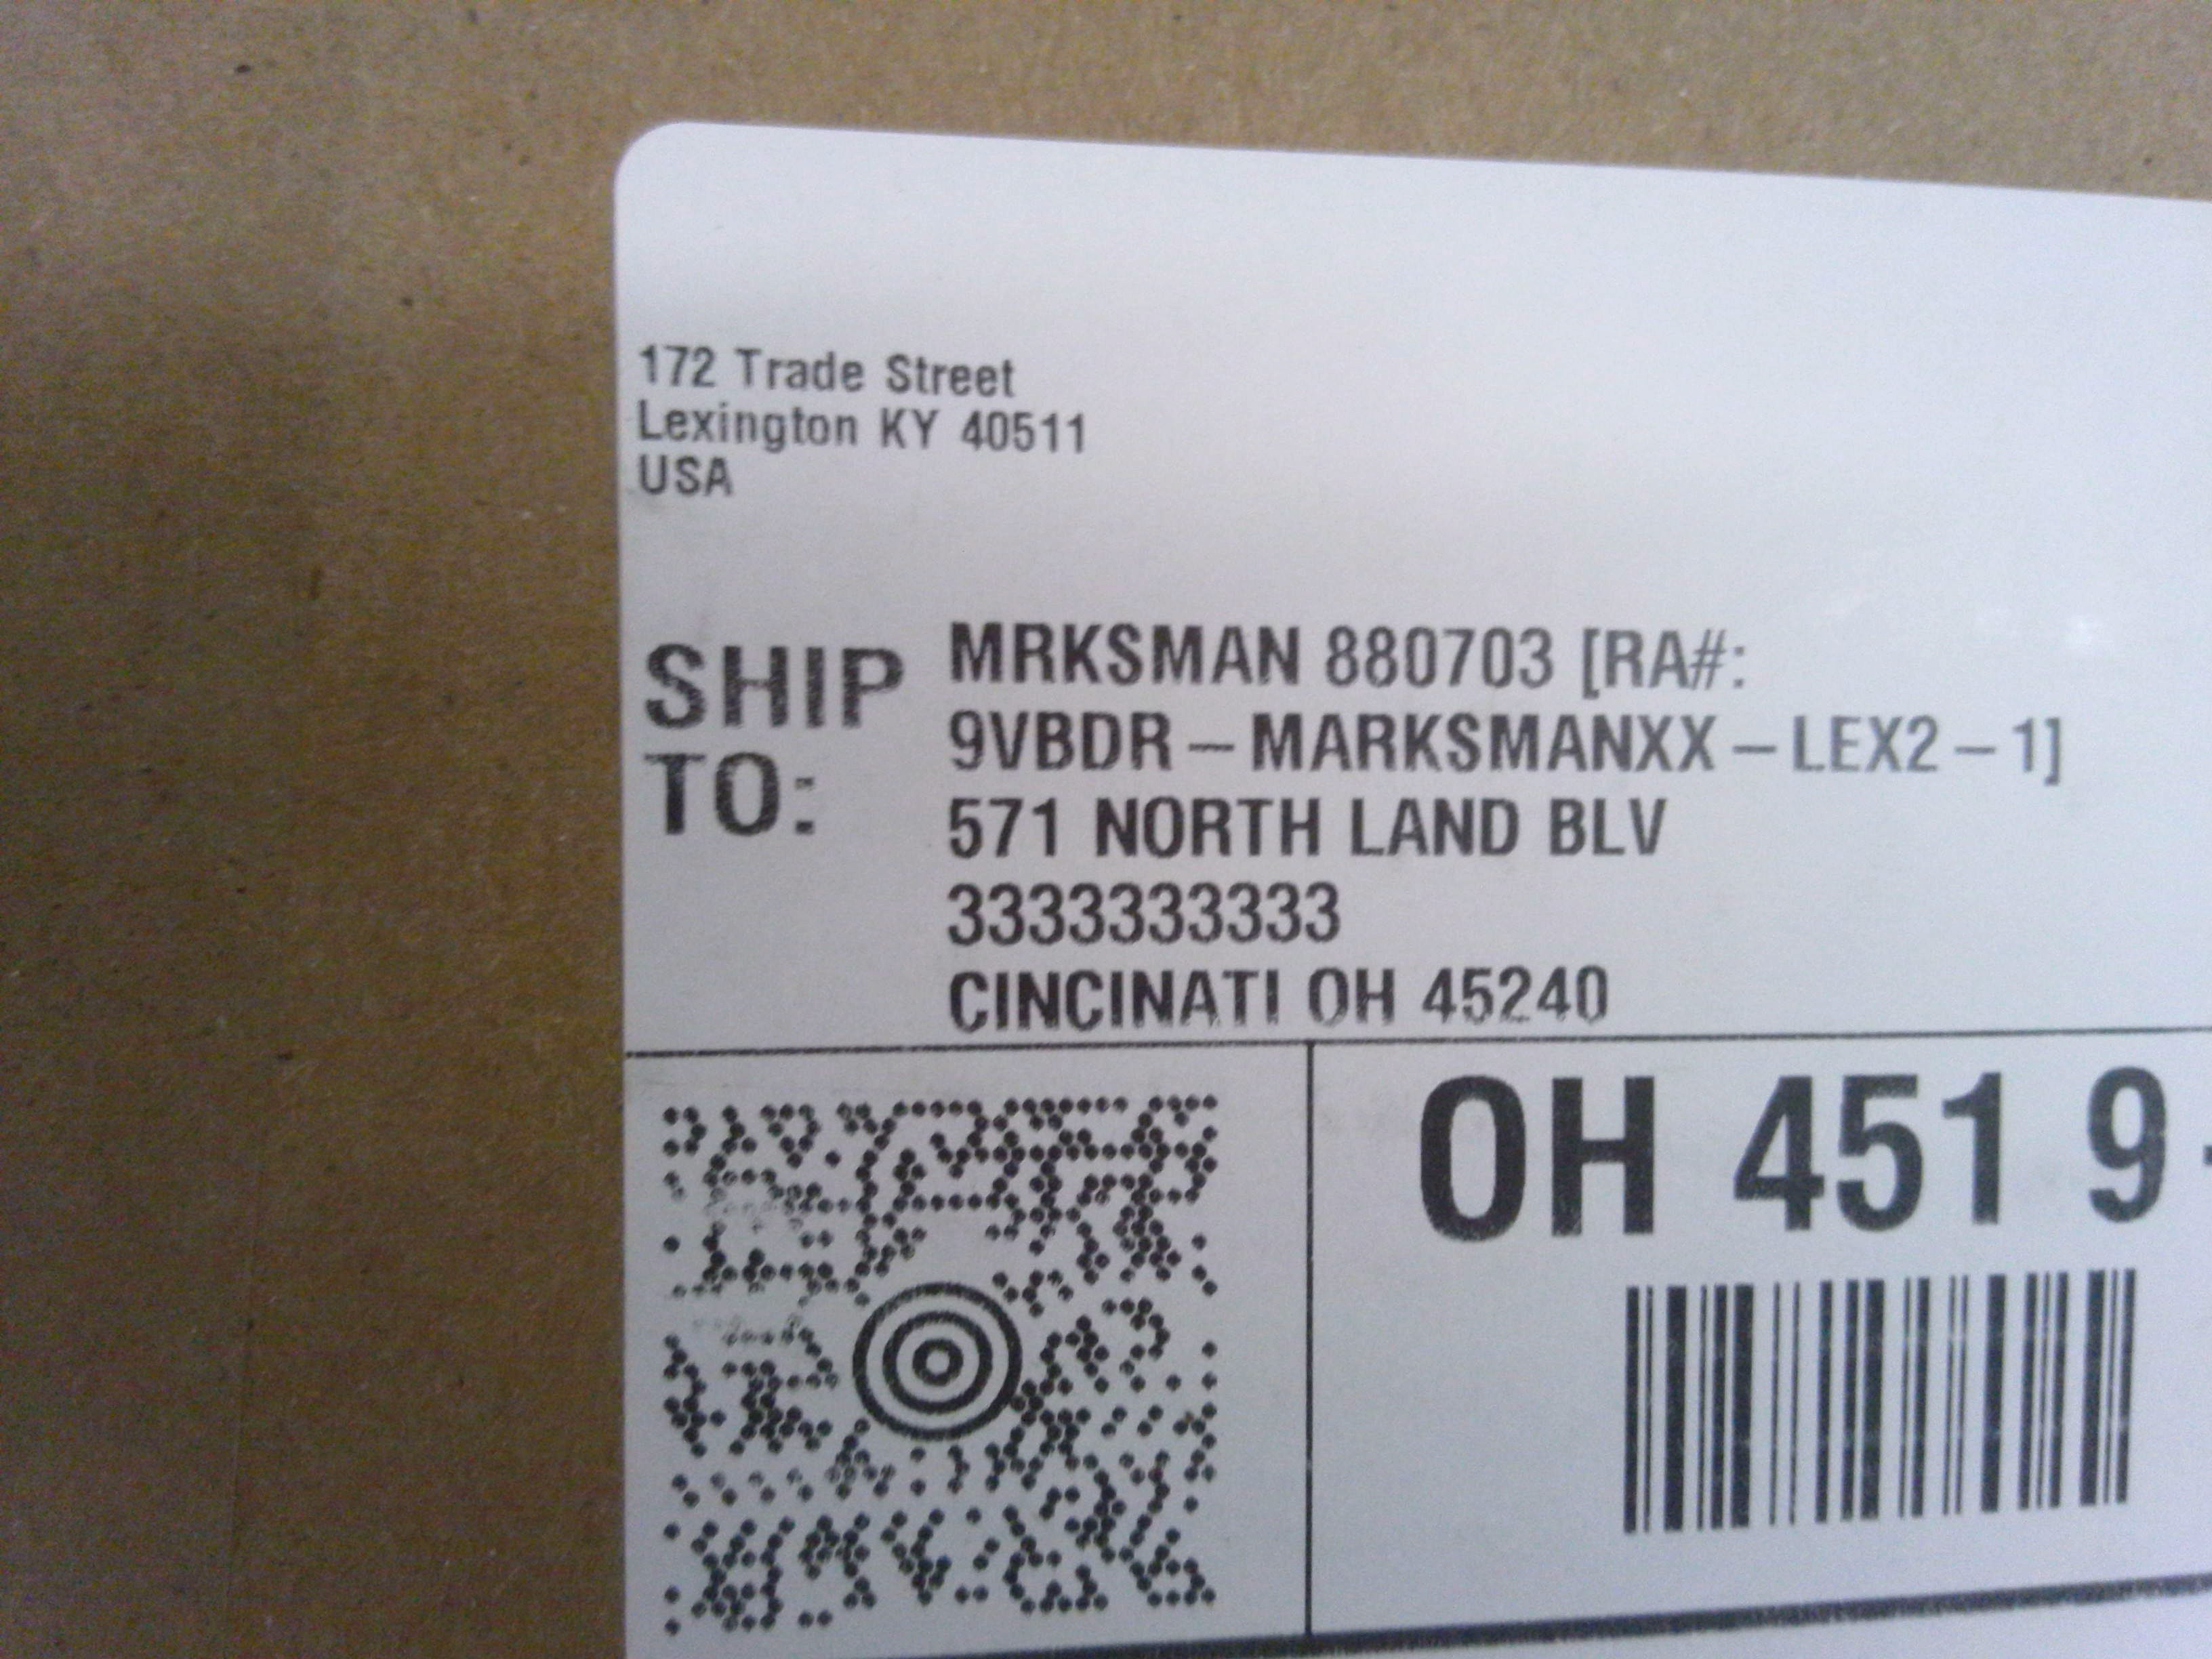 172 Trade Street
Lexington KY 40511
USA
SHIP TO:
MRKSMAN 880703 [RA#:
9VBDR-MARKSMANXX-LEX2-1]
571 NORTH LAND BLV
3333333333
CINCINATI OH 45240
OH 451 9-